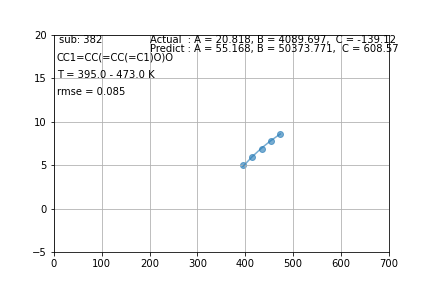 sub: 382
Actual : A = 20.818, B = 4089.697, C = -139.12
Predict : A = 55.168, B = 50373.771, C = 608.57
CC1=CC(=CC(=C1)O)O
T = 395.0 - 473.0 K
rmse = 0.085
20
15
10
5
0
−5
0 100 200 300 400 500 600 700